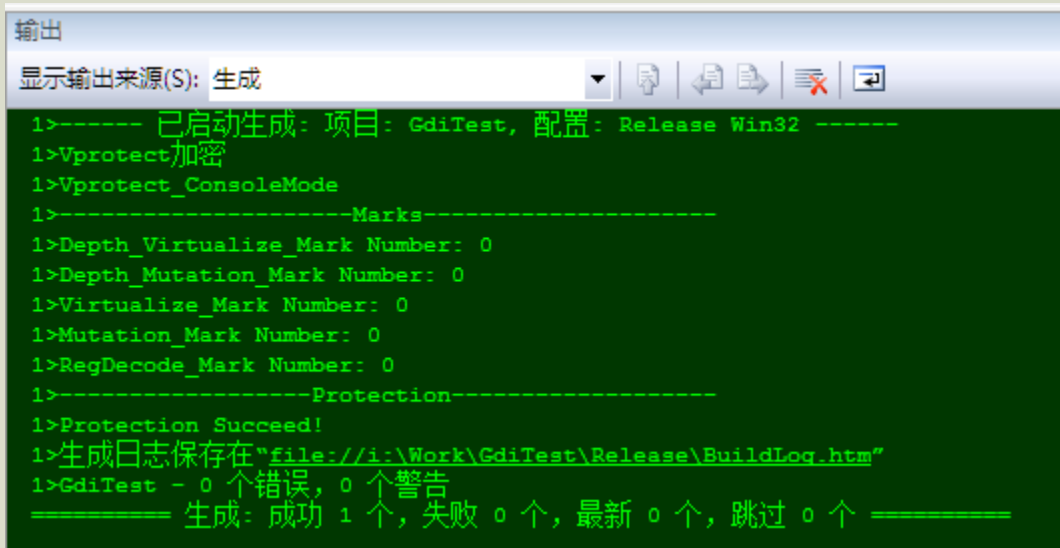 输出
显示输出来源(S): 生成
1>------ 已启动生成: 项目: GdiTest, 配置: Release Win32 ------
1>Vprotect加密
1>Vprotect_ConsoleMode
1>---------------------Marks---------------------
1>Depth_Virtualize_Mark Number: 0
1>Depth_Mutation_Mark Number: 0
1>Virtualize_Mark Number: 0
1>Mutation_Mark Number: 0
1>RegDecode_Mark Number: 0
1>------------------Protection-------------------
1>Protection Succeed!
1>生成日志保存在“file://i:\Work\GdiTest\Release\BuildLog.htm”
1>GdiTest - 0 个错误，0 个警告
========== 生成: 成功 1 个，失败 0 个，最新 0 个，跳过 0 个 ==========